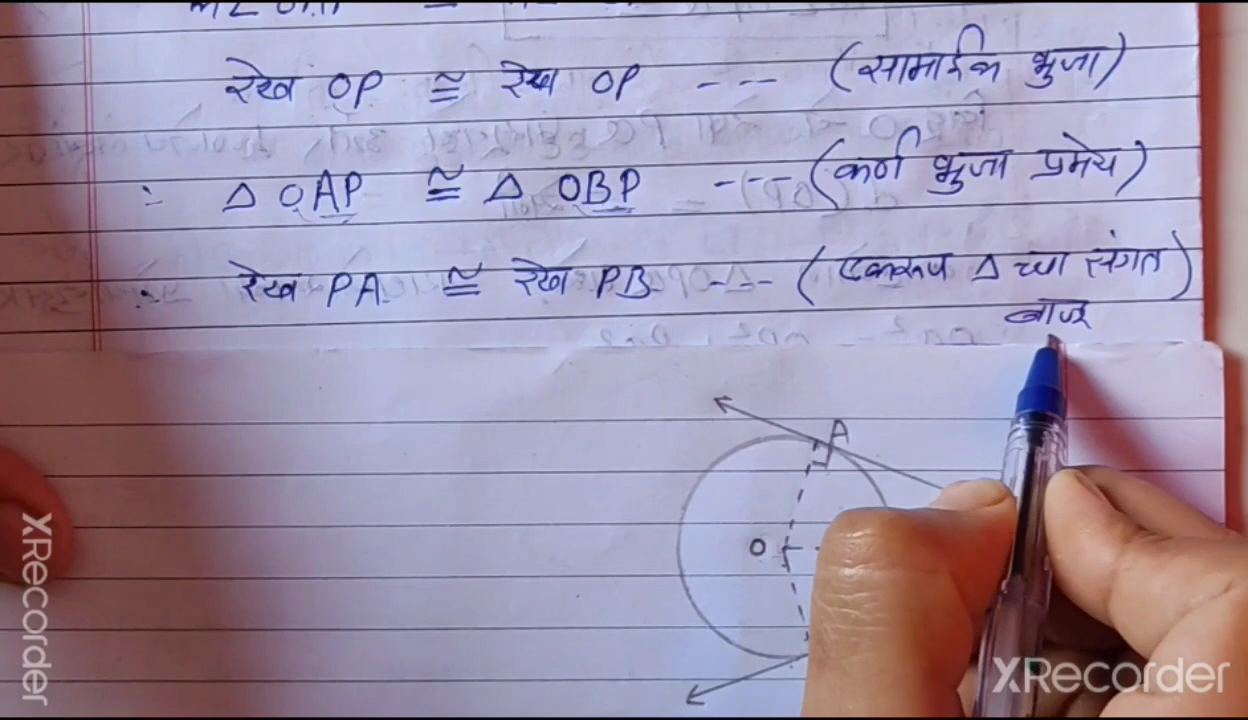 रेख OP ≅ रेख OP --- (सामाईक भुजा)
∴ △ OAP ≅ △ OBP --- (कर्ण भुजा प्रमेय)
∴ रेख PA ≅ रेख PB --- (एकरूप △ च्या संगत)
बाजू
A
O
XRecorder
XRecorder